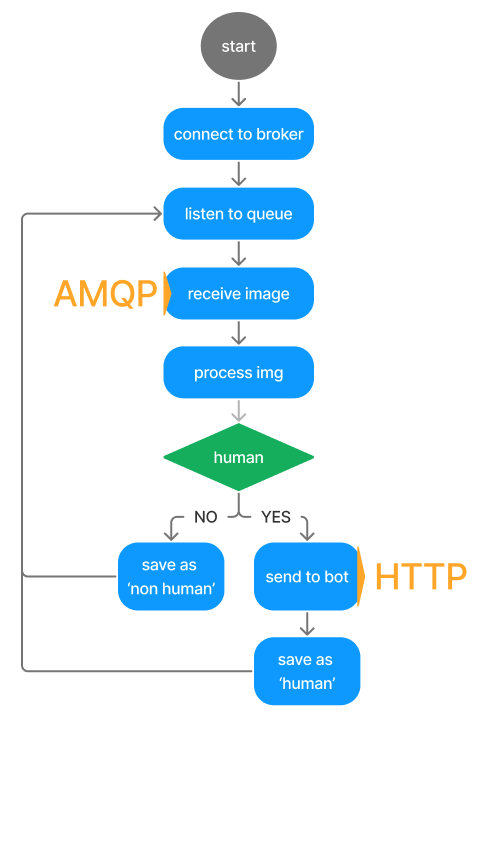 start
connect to broker
listen to queue
AMQP
receive image
process img
human
NO
YES
save as
‘non human’
send to bot
HTTP
save as
‘human’